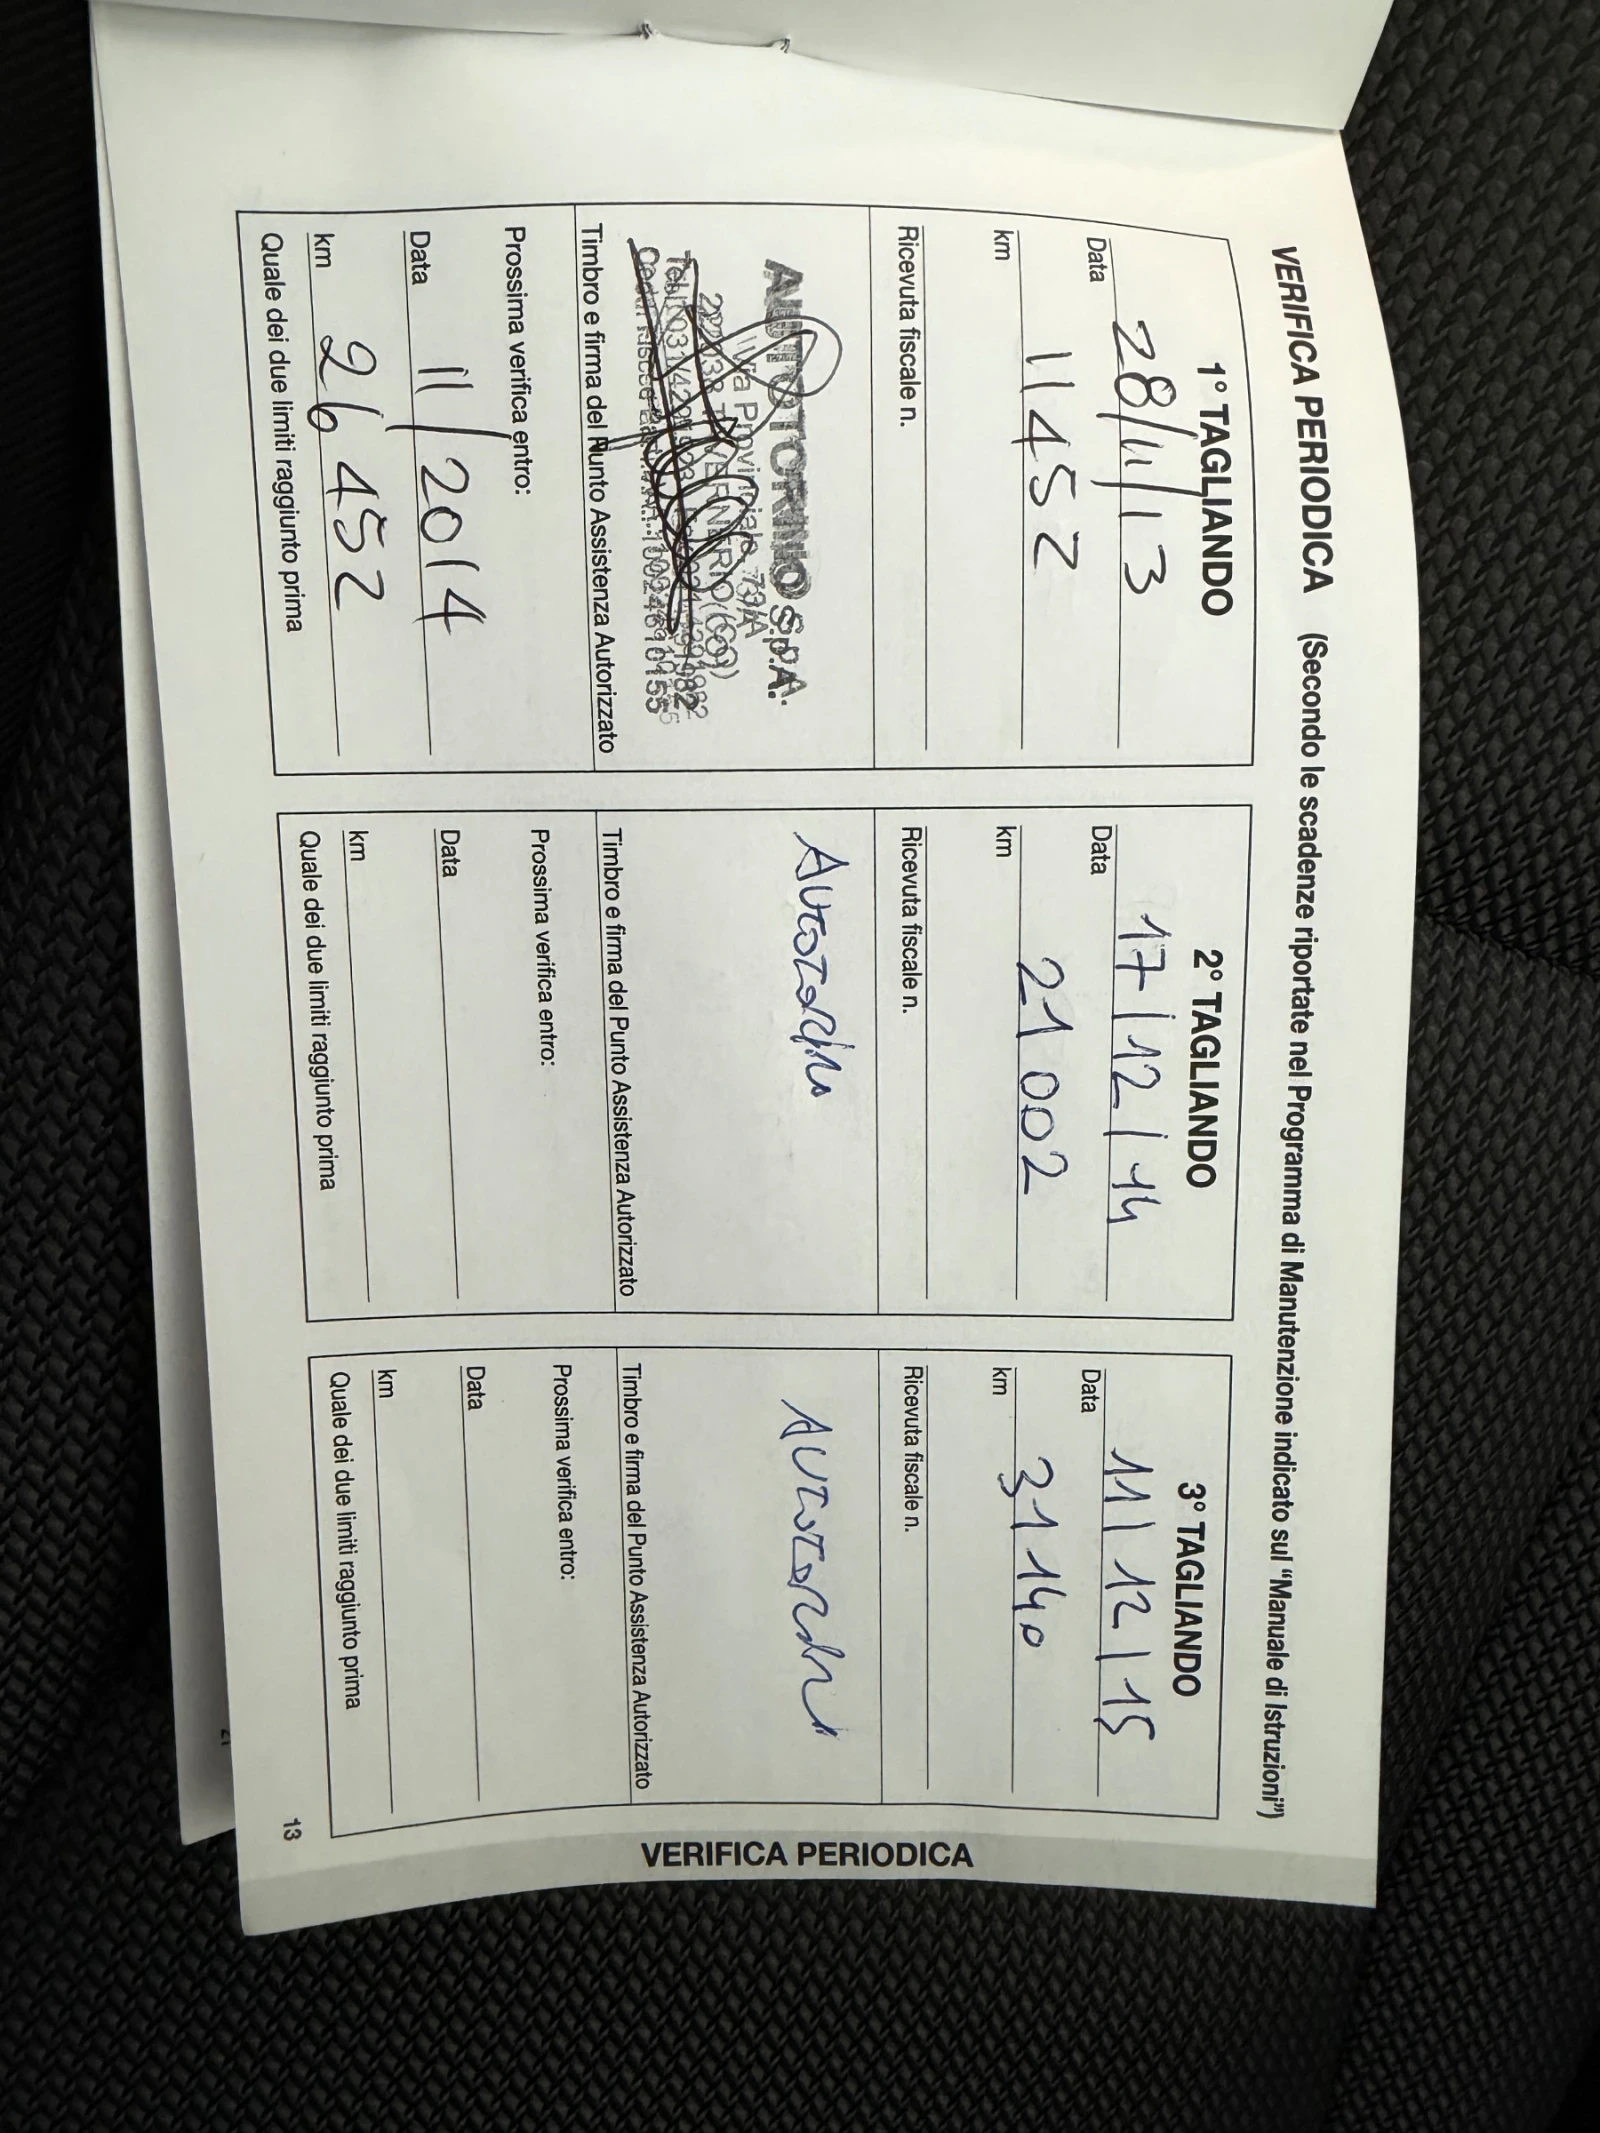 VERIFICA PERIODICA (Secondo le scadenze riportate nel Programma di Manutenzione indicato sul "Manuale di Istruzioni")
1° TAGLIANDO
Data 28/11/13
km 11452
Ricevuta fiscale n.
AUTOTORINO S.p.A.
Via Provinciale 73/A
Timbro e firma del Punto Assistenza Autorizzato
Prossima verifica entro:
Data 11/2014
km 26452
Quale dei due limiti raggiunto prima
2° TAGLIANDO
Data 17/12/14
km 21002
Ricevuta fiscale n.
Timbro e firma del Punto Assistenza Autorizzato
Prossima verifica entro:
Data
km
Quale dei due limiti raggiunto prima
3° TAGLIANDO
Data 11/12/15
km 31140
Ricevuta fiscale n.
Timbro e firma del Punto Assistenza Autorizzato
Prossima verifica entro:
Data
km
Quale dei due limiti raggiunto prima
VERIFICA PERIODICA
13